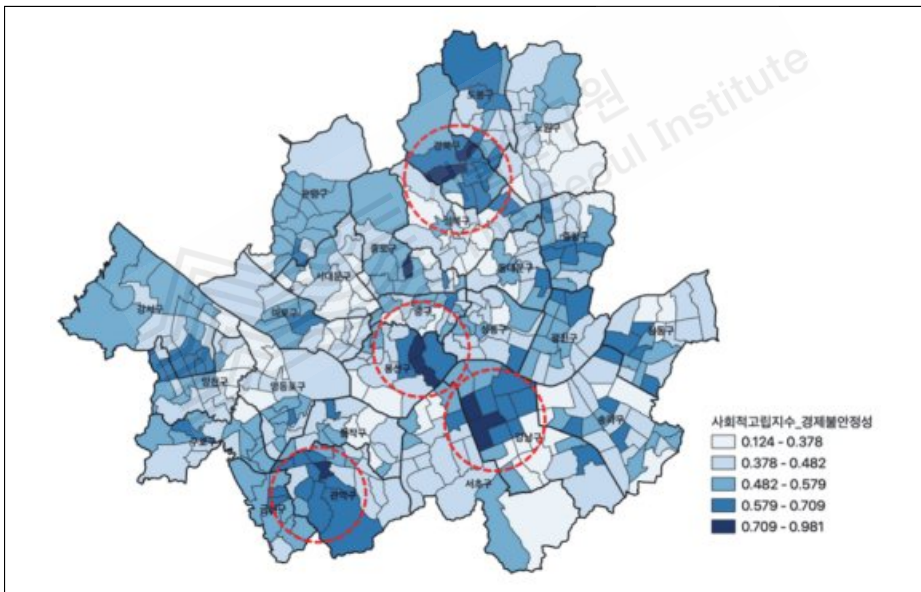 도봉구
노원구
강북구
은평구
성북구
종로구
중랑구
서대문구
동대문구
강서구
마포구
중구
성동구
광진구
강동구
용산구
양천구
영등포구
강남구
송파구
구로구
동작구
서초구
관악구
금천구
Seoul Institute
사회적고립지수_경제불안정성
0.124 - 0.378
0.378 - 0.482
0.482 - 0.579
0.579 - 0.709
0.709 - 0.981